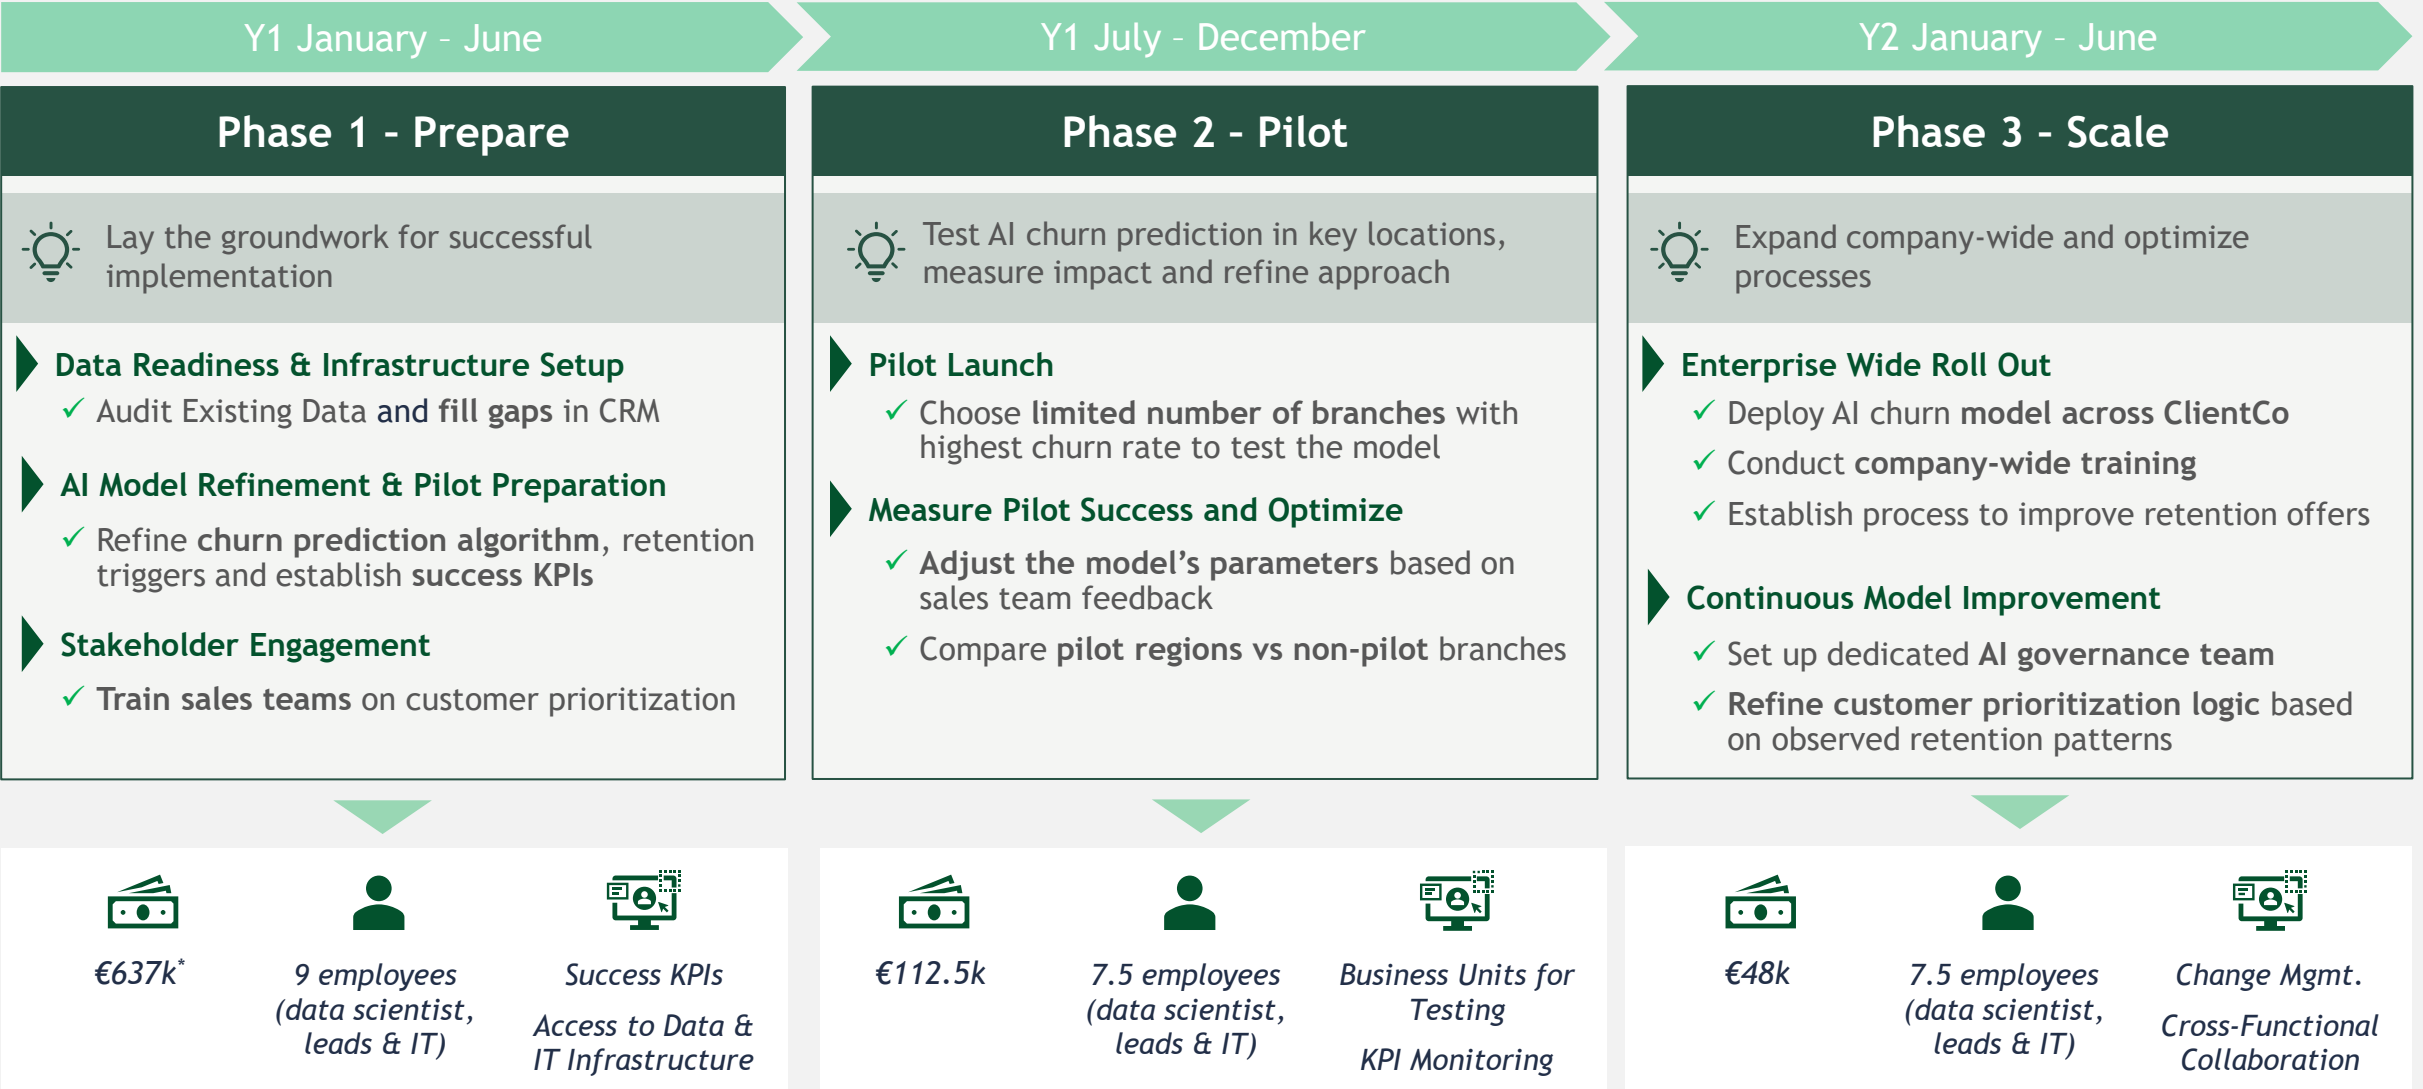 Y1 January – June
Y1 July – December
Y2 January – June
Phase 1 – Prepare
Lay the groundwork for successful
implementation
Data Readiness & Infrastructure Setup
✓ Audit Existing Data and fill gaps in CRM
AI Model Refinement & Pilot Preparation
✓ Refine churn prediction algorithm, retention
triggers and establish success KPIs
Stakeholder Engagement
✓ Train sales teams on customer prioritization
€637k*
9 employees
(data scientist,
leads & IT)
Success KPIs
Access to Data &
IT Infrastructure
Phase 2 – Pilot
Test AI churn prediction in key locations,
measure impact and refine approach
Pilot Launch
✓ Choose limited number of branches with
highest churn rate to test the model
Measure Pilot Success and Optimize
✓ Adjust the model’s parameters based on
sales team feedback
✓ Compare pilot regions vs non-pilot branches
€112.5k
7.5 employees
(data scientist,
leads & IT)
Business Units for
Testing
KPI Monitoring
Phase 3 – Scale
Expand company-wide and optimize
processes
Enterprise Wide Roll Out
✓ Deploy AI churn model across ClientCo
✓ Conduct company-wide training
✓ Establish process to improve retention offers
Continuous Model Improvement
✓ Set up dedicated AI governance team
✓ Refine customer prioritization logic based
on observed retention patterns
€48k
7.5 employees
(data scientist,
leads & IT)
Change Mgmt.
Cross-Functional
Collaboration